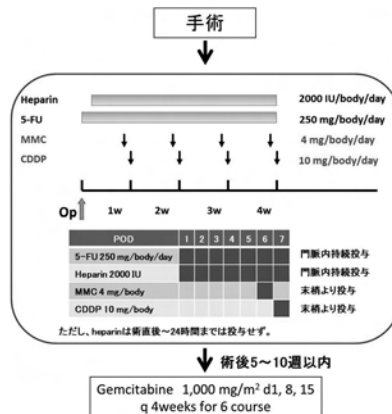 手術
Heparin 2000 IU/body/day
5-FU 250 mg/body/day
MMC 4 mg/body/day
CDDP 10 mg/body/day
Op 1w 2w 3w 4w
POD 1 2 3 4 5 6 7
5-FU 250 mg/body/day 門脈内持続投与
Heparin 2000 IU 門脈内持続投与
MMC 4 mg/body 末梢より投与
CDDP 10 mg/body 末梢より投与
ただし、heparinは術直後~24時間までは投与せず。
術後5~10週以内
Gemcitabine 1,000 mg/m² d1, 8, 15
q 4weeks for 6 course